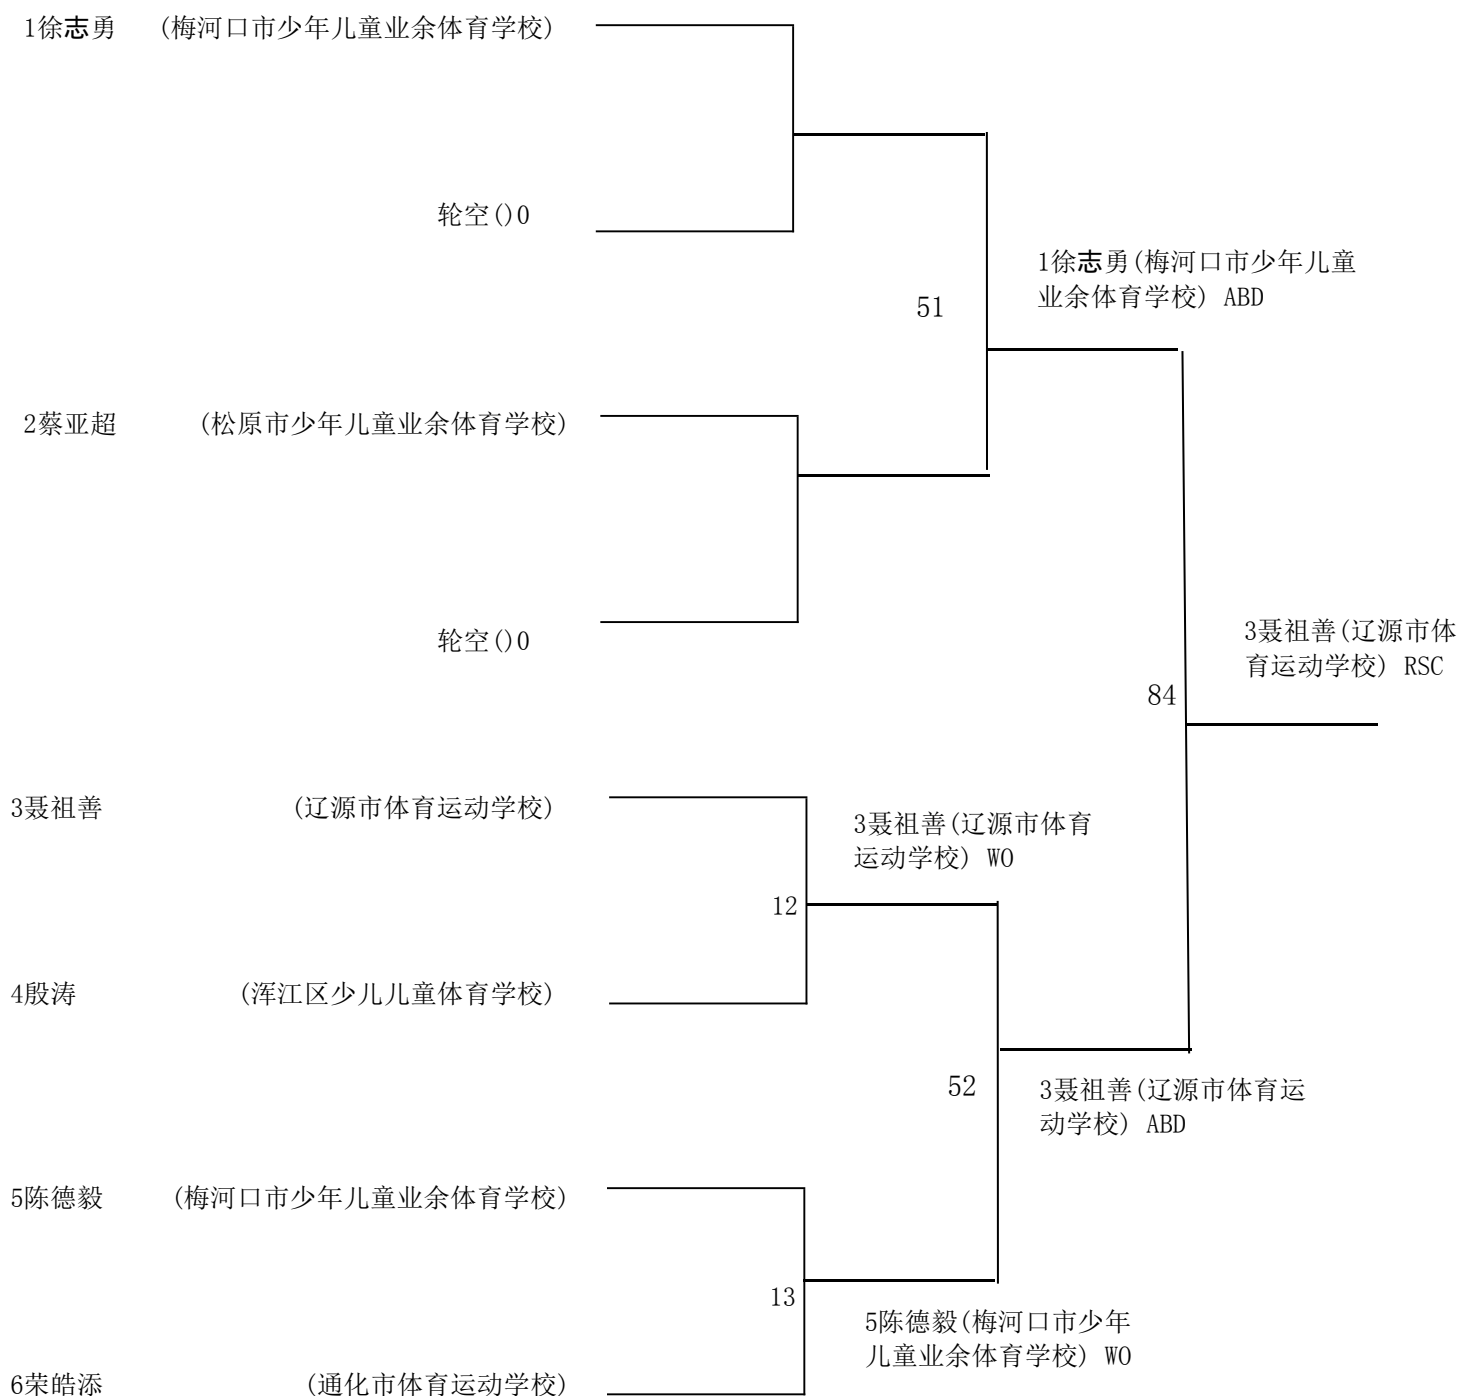 1徐志勇 (梅河口市少年儿童业余体育学校)
轮空()0
1徐志勇(梅河口市少年儿童
业余体育学校) ABD
51
2蔡亚超 (松原市少年儿童业余体育学校)
轮空()0
3聂祖善(辽源市体
育运动学校) RSC
84
3聂祖善 (辽源市体育运动学校)
3聂祖善(辽源市体育
运动学校) WO
12
4殷涛 (浑江区少儿儿童体育学校)
52
3聂祖善(辽源市体育运
动学校) ABD
5陈德毅 (梅河口市少年儿童业余体育学校)
13
5陈德毅(梅河口市少年
儿童业余体育学校) WO
6荣皓添 (通化市体育运动学校)